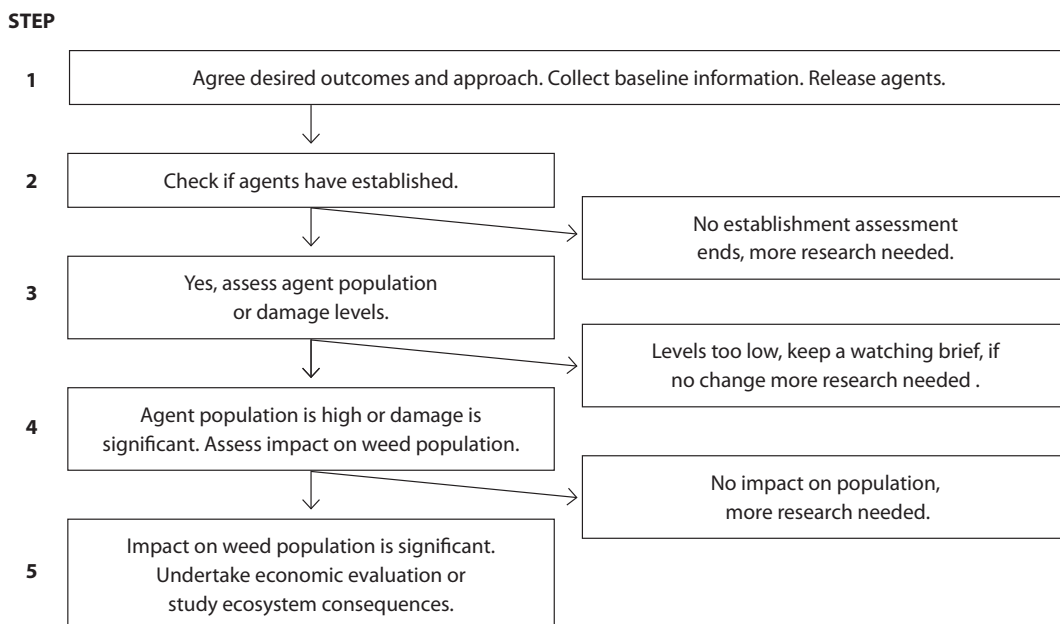 STEP
1
Agree desired outcomes and approach. Collect baseline information. Release agents.
2
Check if agents have established.
No establishment assessment
ends, more research needed.
3
Yes, assess agent population
or damage levels.
Levels too low, keep a watching brief, if
no change more research needed .
4
Agent population is high or damage is
significant. Assess impact on weed population.
No impact on population,
more research needed.
5
Impact on weed population is significant.
Undertake economic evaluation or
study ecosystem consequences.